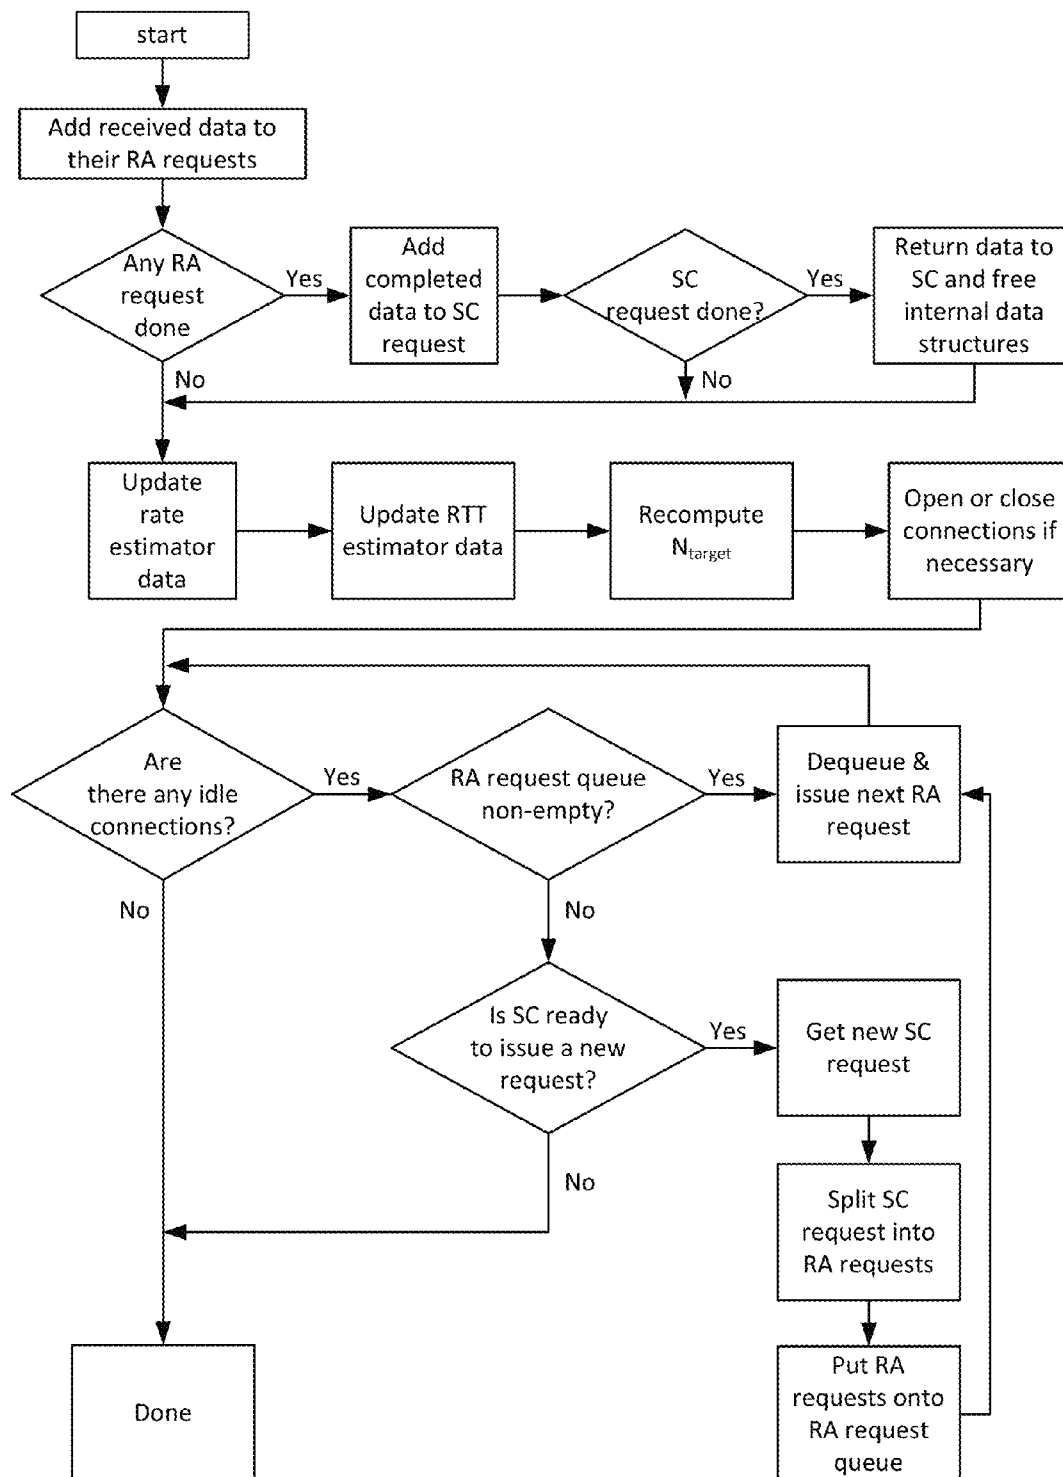 start
Add received data to
their RA requests
Any RA
request
done
Yes
Add
completed
data to SC
request
SC
request done?
Yes
Return data to
SC and free
internal data
structures
No
No
Update
rate
estimator
data
Update RTT
estimator data
Recompute
Ntarget
Open or close
connections if
necessary
Are
there any idle
connections?
Yes
RA request queue
non-empty?
Yes
Dequeue &
issue next RA
request
No
No
Is SC ready
to issue a new
request?
Yes
Get new SC
request
No
Split SC
request into
RA requests
Done
Put RA
requests onto
RA request
queue